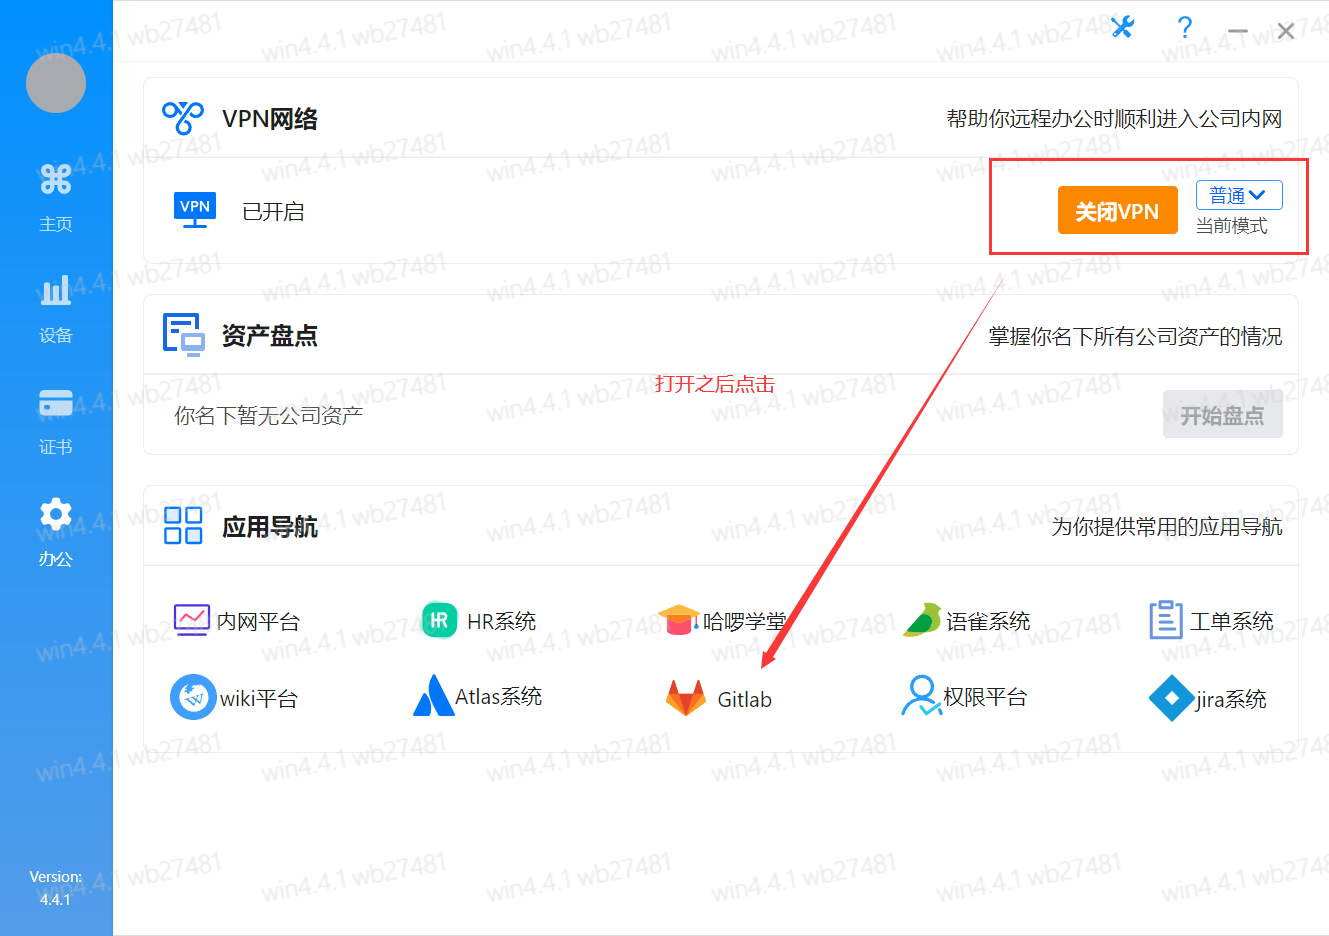 VPN网络
帮助你远程办公时顺利进入公司内网
VPN
已开启
关闭VPN
普通
当前模式
主页
设备
证书
办公
资产盘点
掌握你名下所有公司资产的情况
打开之后点击
你名下暂无公司资产
开始盘点
应用导航
为你提供常用的应用导航
内网平台
HR
HR系统
哈啰学堂
语雀系统
工单系统
W
wiki平台
Atlas系统
Gitlab
权限平台
jira系统
Version:
4.4.1
win4.4.1 wb27481